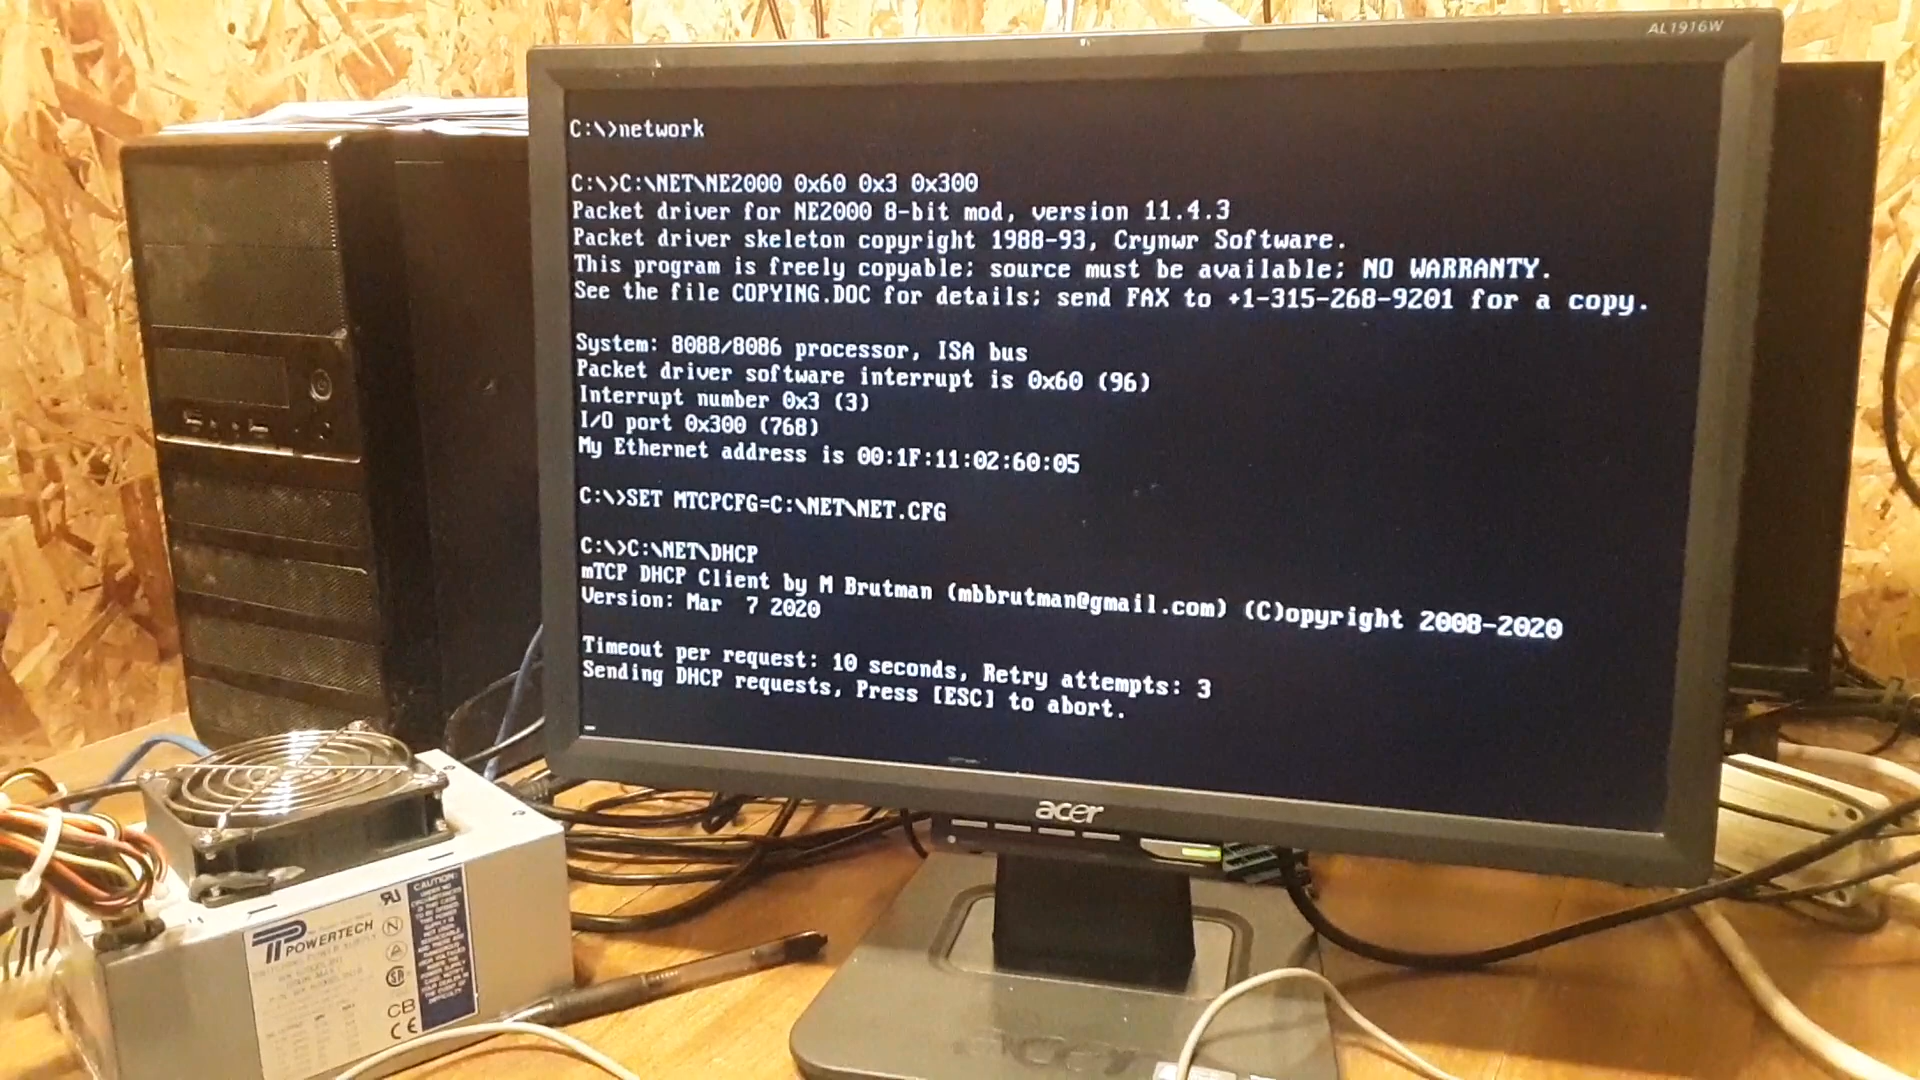 AL1916W
C:\>network
C:\>C:\NET\NE2000 0x60 0x3 0x300
Packet driver for NE2000 8-bit mod, version 11.4.3
Packet driver skeleton copyright 1988-93, Crynwr Software.
This program is freely copyable; source must be available; NO WARRANTY.
See the file COPYING.DOC for details; send FAX to +1-315-268-9201 for a copy.
System: 8088/8086 processor, ISA bus
Packet driver software interrupt is 0x60 (96)
Interrupt number 0x3 (3)
I/O port 0x300 (768)
My Ethernet address is 00:1F:11:02:60:05
C:\>SET MTCPCFG=C:\NET\NET.CFG
C:\>C:\NET\DHCP
mTCP DHCP Client by M Brutman (mbbrutman@gmail.com) (C)opyright 2008-2020
Version: Mar  7 2020
Timeout per request: 10 seconds, Retry attempts: 3
Sending DHCP requests, Press [ESC] to abort.
_
acer
POWERTECH
CAUTION:
CB
CE
acer